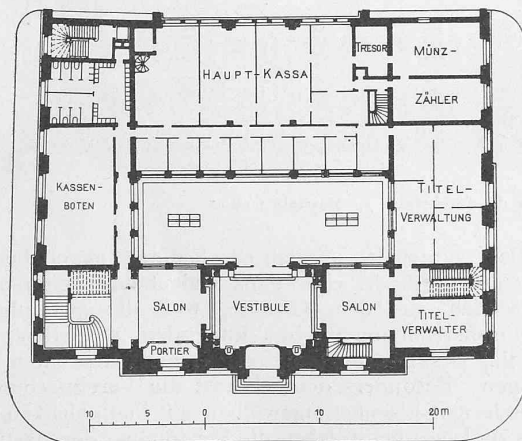 TRESOR
MÜNZ-
HAUPT-KASSA
ZÄHLER
KASSEN-
BOTEN
TITEL-
VERWALTUNG
SALON
VESTIBULE
SALON
TITEL-
VERWALTER
PORTIER
10 5 0 10 20 m